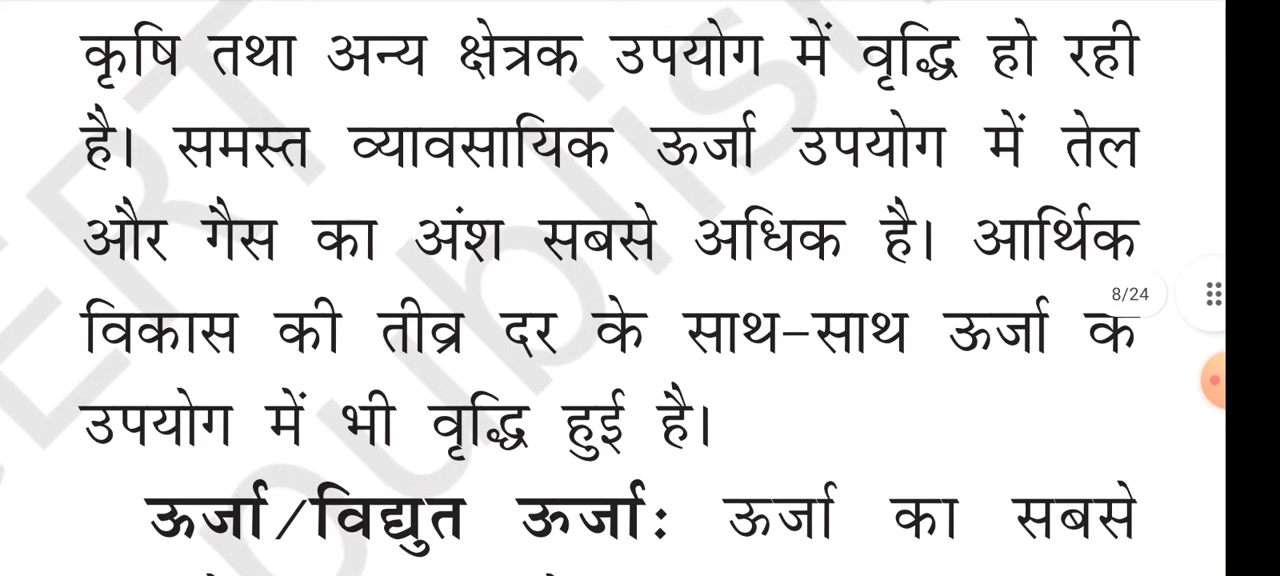 कृषि तथा अन्य क्षेत्रक उपयोग में वृद्धि हो रही
है। समस्त व्यावसायिक ऊर्जा उपयोग में तेल
और गैस का अंश सबसे अधिक है। आर्थिक
8/24
विकास की तीव्र दर के साथ-साथ ऊर्जा क
उपयोग में भी वृद्धि हुई है।
ऊर्जा/विद्युत ऊर्जाः ऊर्जा का सबसे